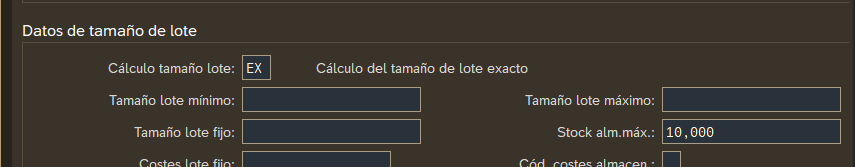 Datos de tamaño de lote
Cálculo tamaño lote: EX Cálculo del tamaño de lote exacto
Tamaño lote mínimo: Tamaño lote máximo:
Tamaño lote fijo: Stock alm.máx.: 10,000
Costes lote fijo: Cód. costes almacen.: